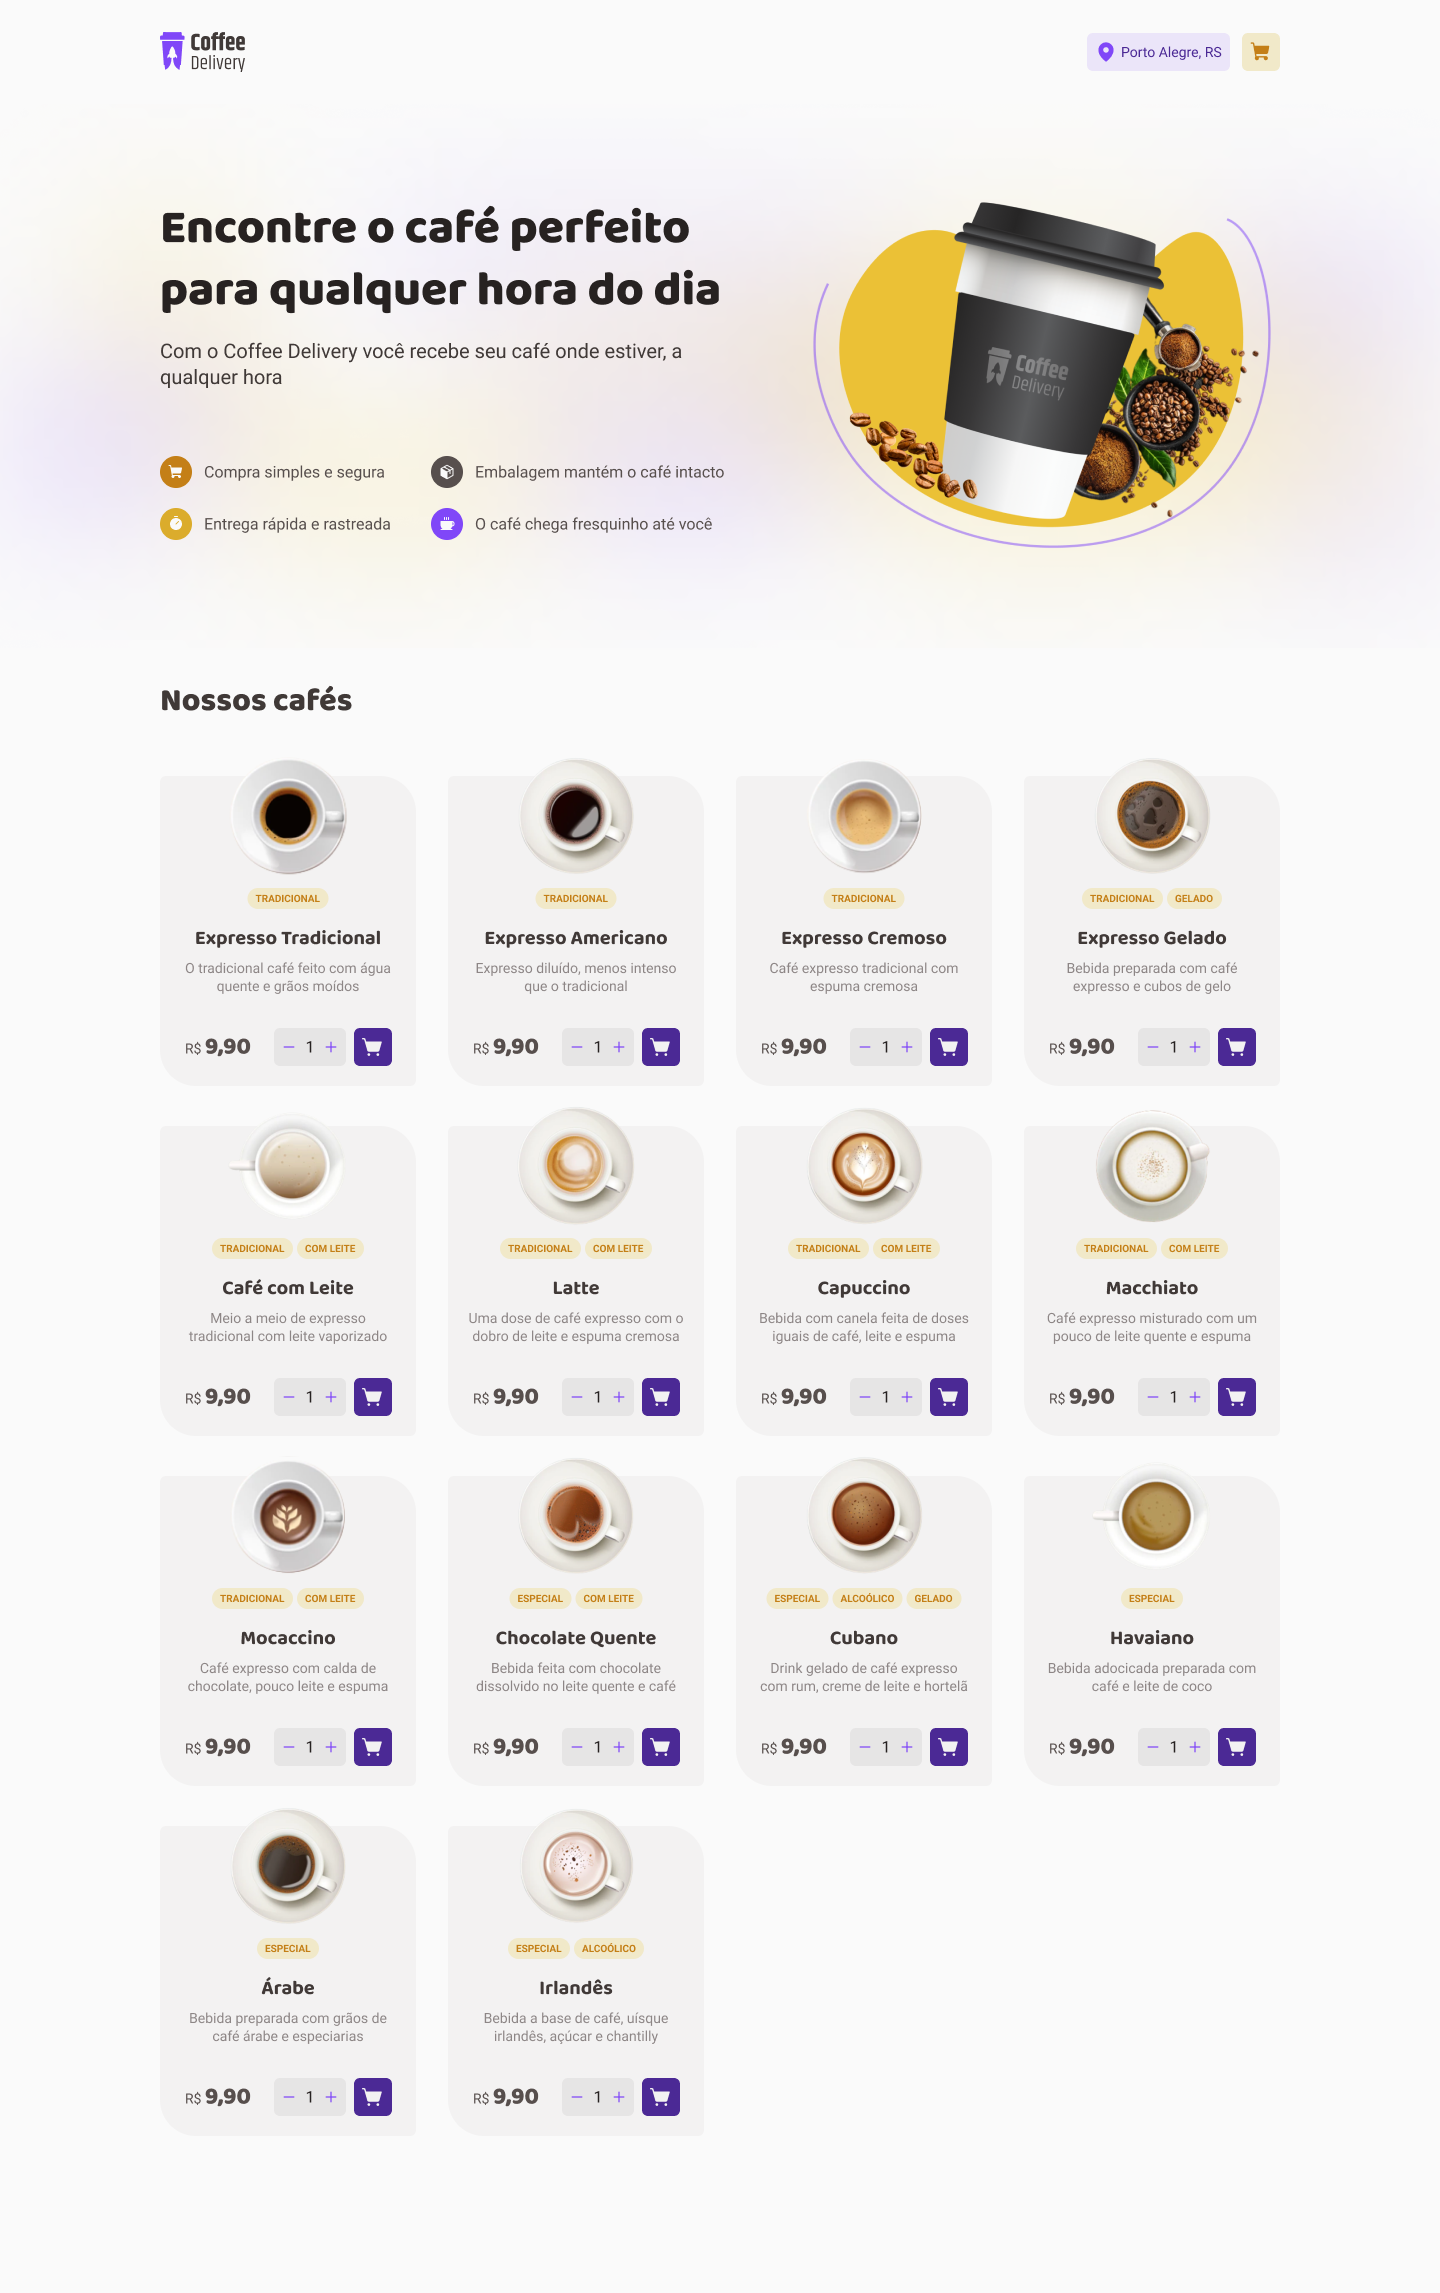 Coffee
Delivery
Porto Alegre, RS
Encontre o café perfeito
para qualquer hora do dia
Com o Coffee Delivery você recebe seu café onde estiver, a
qualquer hora
Compra simples e segura
Embalagem mantém o café intacto
Entrega rápida e rastreada
O café chega fresquinho até você
Coffee
Delivery
Nossos cafés
TRADICIONAL
Expresso Tradicional
O tradicional café feito com água
quente e grãos moídos
R$ 9,90
1
TRADICIONAL
Expresso Americano
Expresso diluído, menos intenso
que o tradicional
R$ 9,90
1
TRADICIONAL
Expresso Cremoso
Café expresso tradicional com
espuma cremosa
R$ 9,90
1
TRADICIONAL GELADO
Expresso Gelado
Bebida preparada com café
expresso e cubos de gelo
R$ 9,90
1
TRADICIONAL COM LEITE
Café com Leite
Meio a meio de expresso
tradicional com leite vaporizado
R$ 9,90
1
TRADICIONAL COM LEITE
Latte
Uma dose de café expresso com o
dobro de leite e espuma cremosa
R$ 9,90
1
TRADICIONAL COM LEITE
Capuccino
Bebida com canela feita de doses
iguais de café, leite e espuma
R$ 9,90
1
TRADICIONAL COM LEITE
Macchiato
Café expresso misturado com um
pouco de leite quente e espuma
R$ 9,90
1
TRADICIONAL COM LEITE
Mocaccino
Café expresso com calda de
chocolate, pouco leite e espuma
R$ 9,90
1
ESPECIAL COM LEITE
Chocolate Quente
Bebida feita com chocolate
dissolvido no leite quente e café
R$ 9,90
1
ESPECIAL ALCOÓLICO GELADO
Cubano
Drink gelado de café expresso
com rum, creme de leite e hortelã
R$ 9,90
1
ESPECIAL
Havaiano
Bebida adocicada preparada com
café e leite de coco
R$ 9,90
1
ESPECIAL
Árabe
Bebida preparada com grãos de
café árabe e especiarias
R$ 9,90
1
ESPECIAL ALCOÓLICO
Irlandês
Bebida a base de café, uísque
irlandês, açúcar e chantilly
R$ 9,90
1